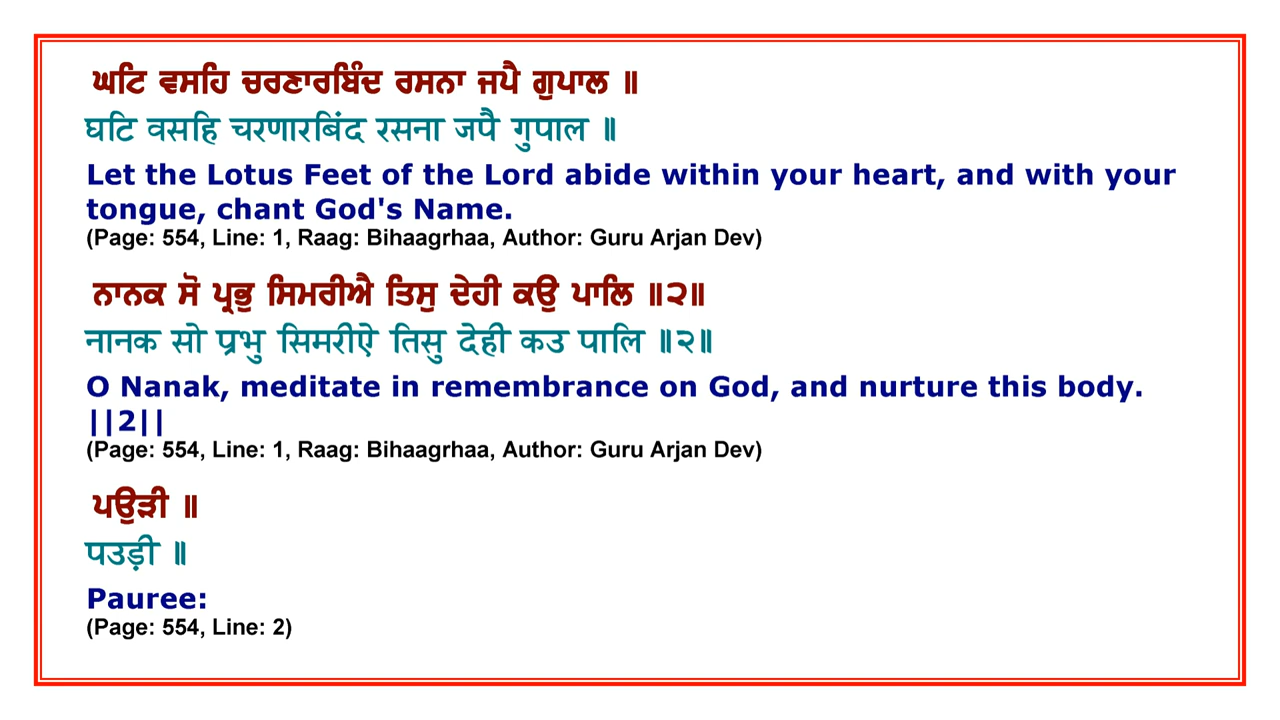 ਘਟਿ ਵਸਹਿ ਚਰਣਾਰਬਿੰਦ ਰਸਨਾ ਜਪੈ ਗੁਪਾਲ ॥
घटि वसहि चरणारबिंद रसना जपै गुपाल ॥
Let the Lotus Feet of the Lord abide within your heart, and with your
tongue, chant God's Name.
(Page: 554, Line: 1, Raag: Bihaagrhaa, Author: Guru Arjan Dev)
ਨਾਨਕ ਸੋ ਪ੍ਰਭੁ ਸਿਮਰੀਐ ਤਿਸੁ ਦੇਹੀ ਕਉ ਪਾਲਿ ॥੨॥
नानक सो प्रभु सिमरीऐ तिसु देही कउ पालि ॥२॥
O Nanak, meditate in remembrance on God, and nurture this body.
||2||
(Page: 554, Line: 1, Raag: Bihaagrhaa, Author: Guru Arjan Dev)
ਪਉੜੀ ॥
पउड़ी ॥
Pauree:
(Page: 554, Line: 2)